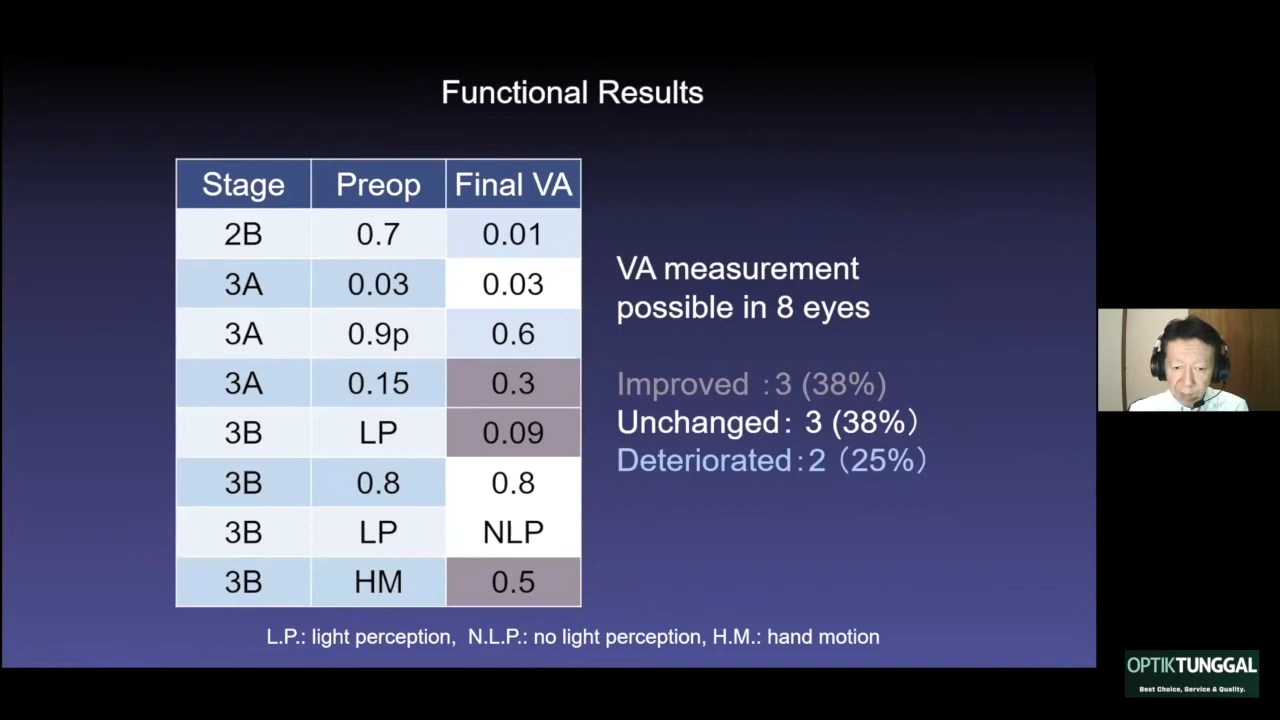 Functional Results
Stage Preop Final VA
2B 0.7 0.01
3A 0.03 0.03
3A 0.9p 0.6
3A 0.15 0.3
3B LP 0.09
3B 0.8 0.8
3B LP NLP
3B HM 0.5
VA measurement
possible in 8 eyes
Improved :3 (38%)
Unchanged: 3 (38%)
Deteriorated:2 (25%)
L.P.: light perception, N.L.P.: no light perception, H.M.: hand motion
OPTIKTUNGGAL
Best Choice, Service & Quality.